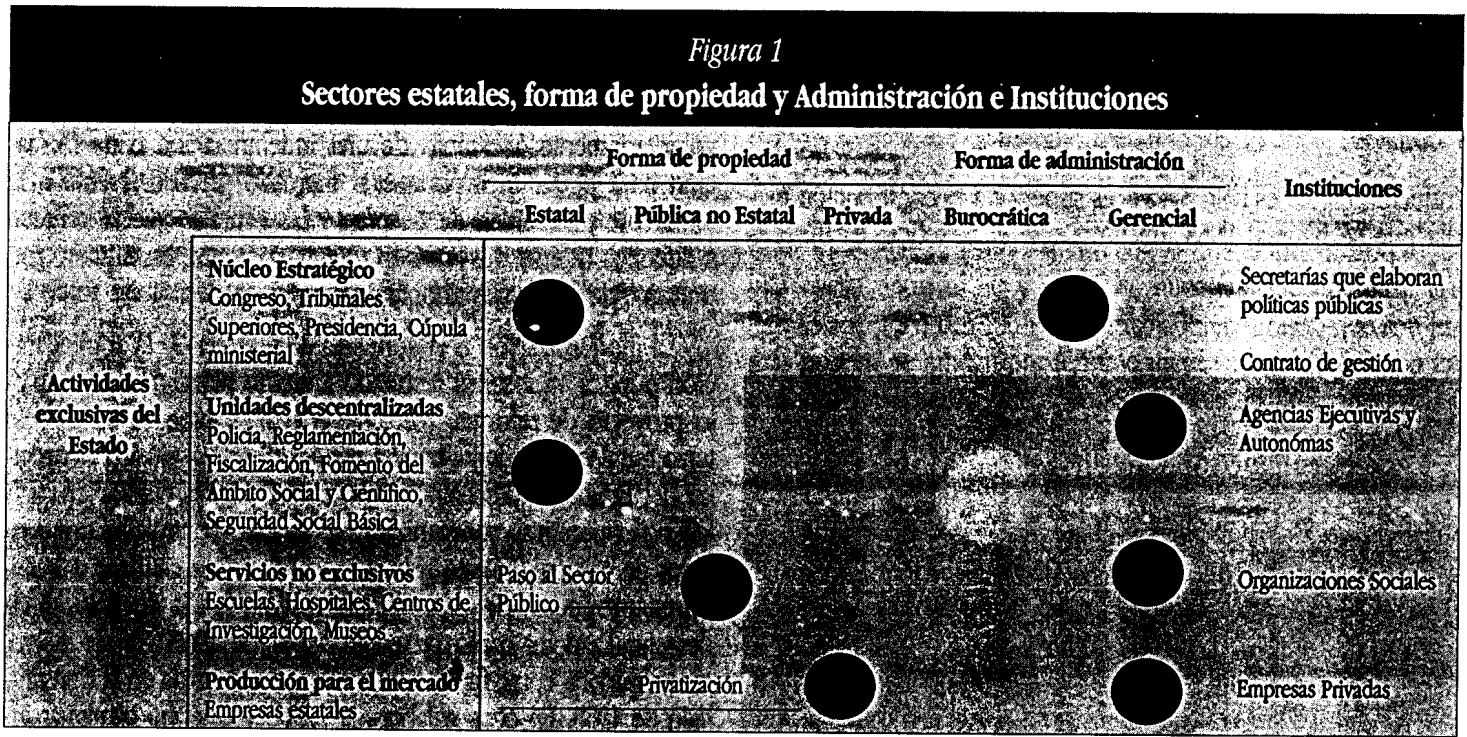 Figura 1
Sectores estatales, forma de propiedad y Administración e Instituciones
Forma de propiedad
Forma de administración
Instituciones
Estatal
Pública no Estatal
Privada
Burocrática
Gerencial
Actividades
exclusivas del
Estado
Núcleo Estratégico
Congreso, Tribunales
Superiores, Presidencia, Cúpula
ministerial
Secretarías que elaboran
políticas públicas
Contrato de gestión
Unidades descentralizadas
Policía, Reglamentación,
Fiscalización, Fomento del
Ámbito Social y Científico,
Seguridad Social Básica
Agencias Ejecutivas y
Autonómas
Servicios no exclusivos
Escuelas, Hospitales, Centros de
Investigación, Museos
Paso al Sector
Público
Organizaciones Sociales
Producción para el mercado
Empresas estatales
Privatización
Empresas Privadas